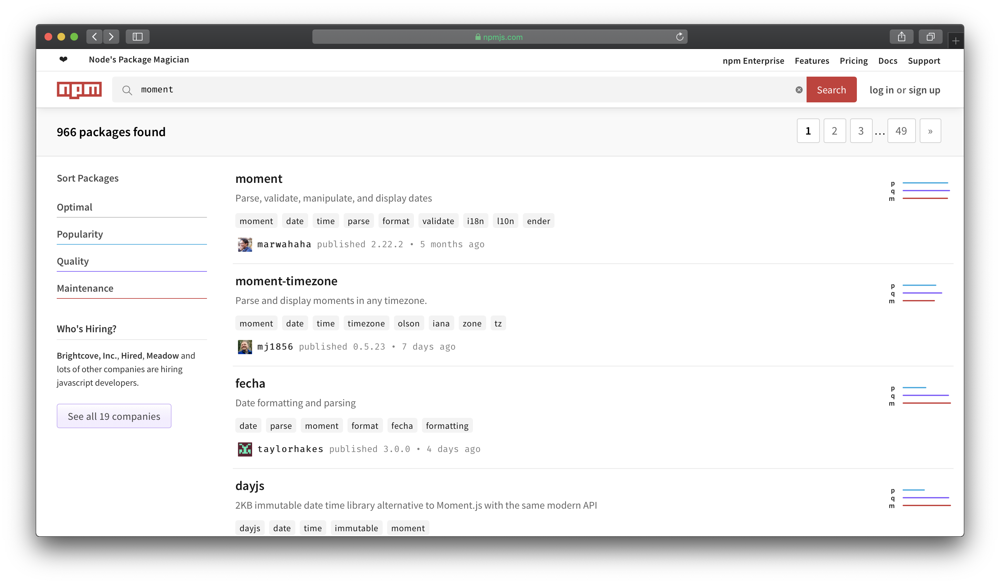 npmjs.com
❤ Node's Package Magician
npm Enterprise Features Pricing Docs Support
npm moment Search log in or sign up
966 packages found
1 2 3 ... 49 »
Sort Packages
Optimal
Popularity
Quality
Maintenance
Who's Hiring?
Brightcove, Inc., Hired, Meadow and
lots of other companies are hiring
javascript developers.
See all 19 companies
moment
Parse, validate, manipulate, and display dates
moment date time parse format validate i18n l10n ender
marwahaha published 2.22.2 • 5 months ago
p
q
m
moment-timezone
Parse and display moments in any timezone.
moment date time timezone olson iana zone tz
mj1856 published 0.5.23 • 7 days ago
p
q
m
fecha
Date formatting and parsing
date parse moment format fecha formatting
taylorhakes published 3.0.0 • 4 days ago
p
q
m
dayjs
2KB immutable date time library alternative to Moment.js with the same modern API
dayjs date time immutable moment
p
q
m